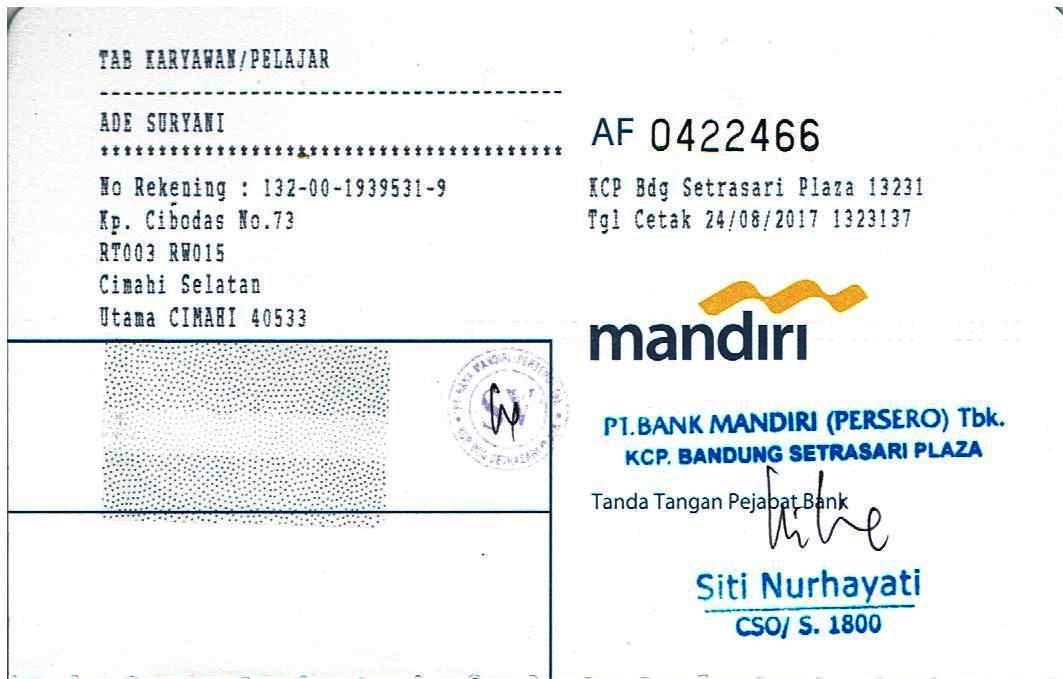 TAB KARYAWAN/PELAJAR
ADE SURYANI
No Rekening : 132-00-1939531-9
Kp. Cibodas No.73
RT003 RW015
Cimahi Selatan
Utama CIMAHI 40533
AF 0422466
KCP Bdg Setrasari Plaza 13231
Tgl Cetak 24/08/2017 1323137
mandiri
PT.BANK MANDIRI (PERSERO) Tbk.
KCP. BANDUNG SETRASARI PLAZA
Tanda Tangan Pejabat Bank
Siti Nurhayati
CSO/ S. 1800